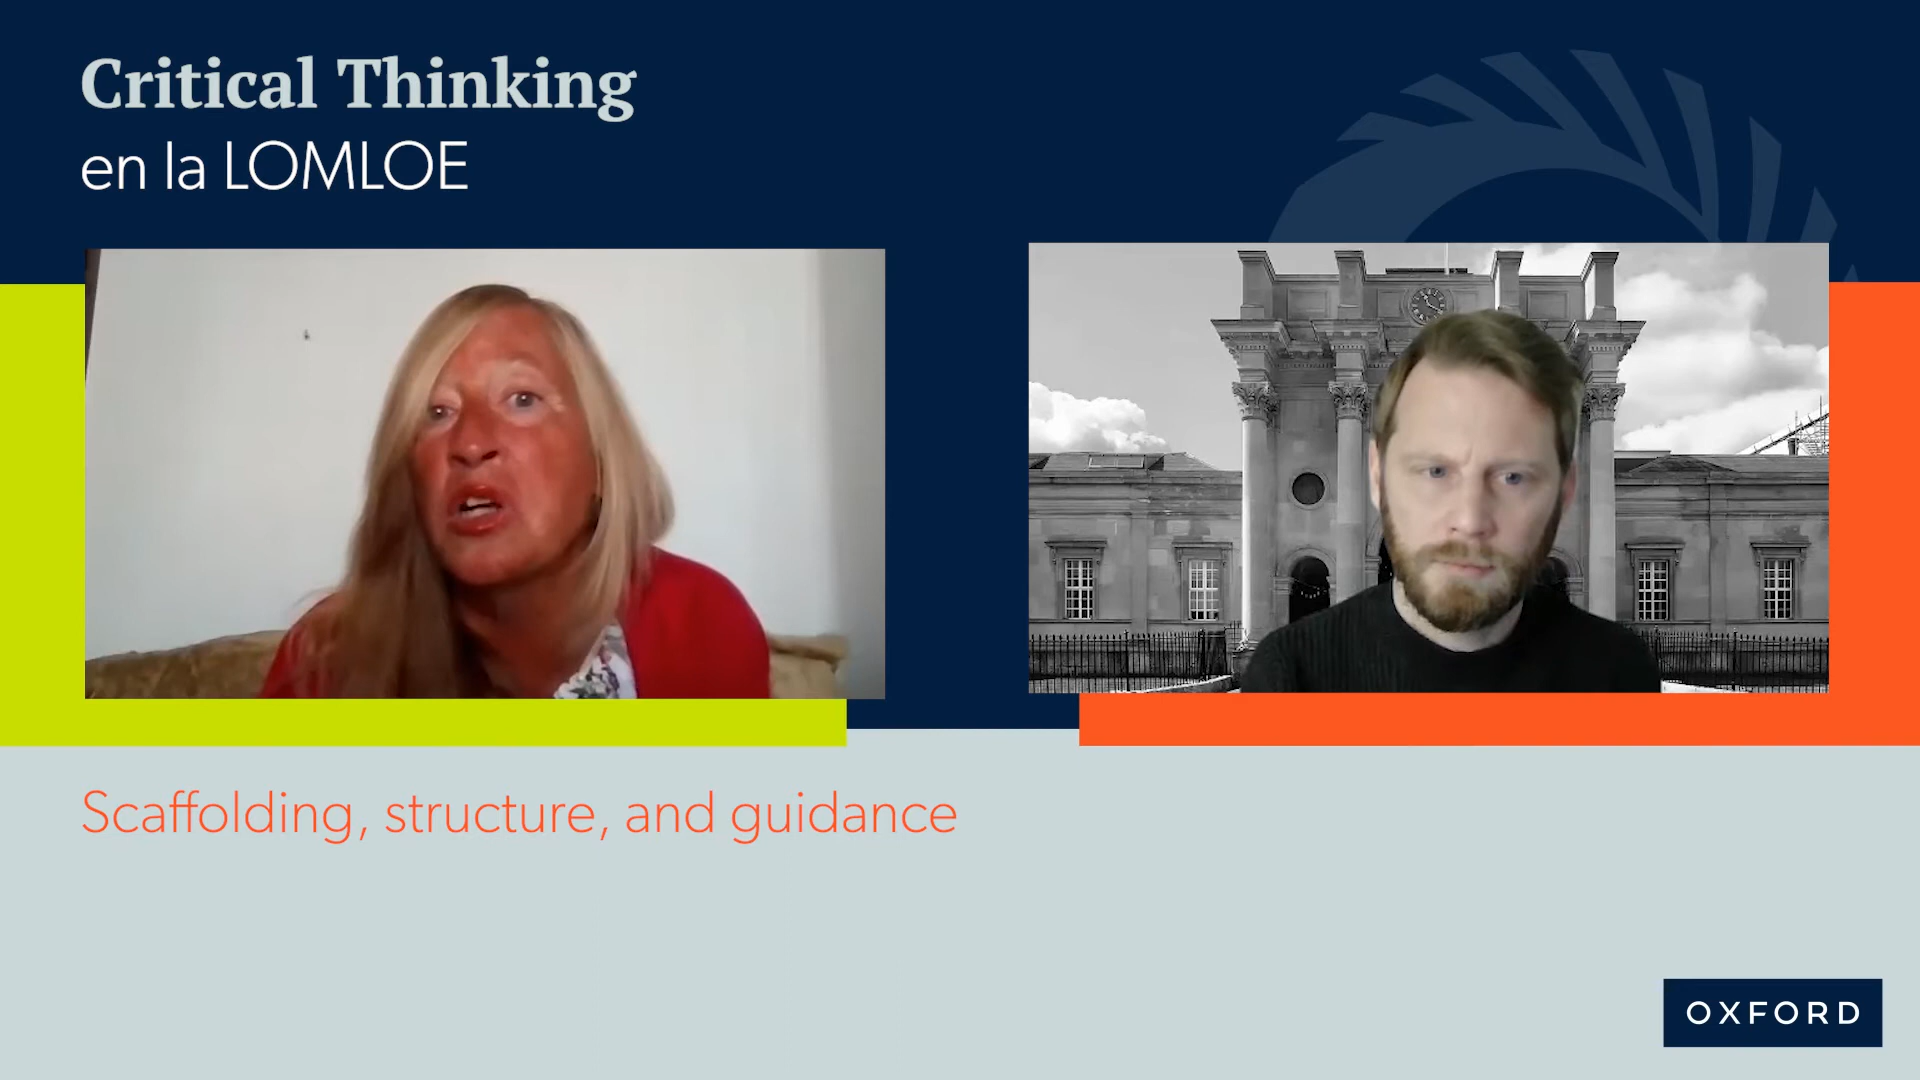 Critical Thinking
en la LOMLOE
Scaffolding, structure, and guidance
OXFORD